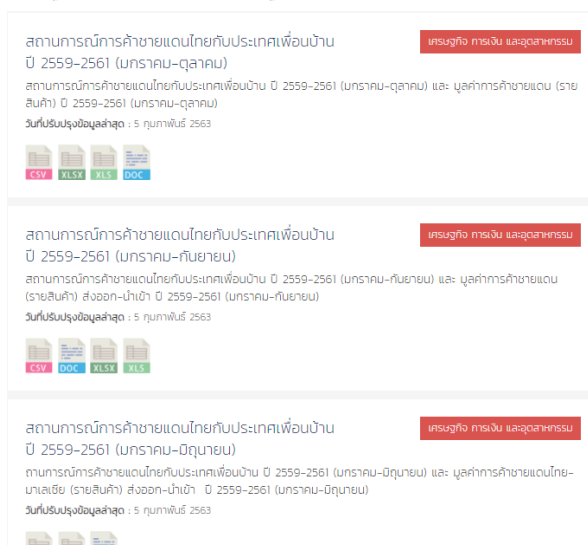 สถานการณ์การค้าชายแดนไทยกับประเทศเพื่อนบ้าน
ปี 2559-2561 (มกราคม-ตุลาคม)
เศรษฐกิจ การเงิน และอุตสาหกรรม
สถานการณ์การค้าชายแดนไทยกับประเทศเพื่อนบ้าน ปี 2559-2561 (มกราคม-ตุลาคม) และ มูลค่าการค้าชายแดน (ราย
สินค้า) ปี 2559-2561 (มกราคม-ตุลาคม)
วันที่ปรับปรุงข้อมูลล่าสุด : 5 กุมภาพันธ์ 2563
CSV XLSX XLS DOC
สถานการณ์การค้าชายแดนไทยกับประเทศเพื่อนบ้าน
ปี 2559-2561 (มกราคม-กันยายน)
เศรษฐกิจ การเงิน และอุตสาหกรรม
สถานการณ์การค้าชายแดนไทยกับประเทศเพื่อนบ้าน ปี 2559-2561 (มกราคม-กันยายน) และ มูลค่าการค้าชายแดน
(รายสินค้า) ส่งออก-นำเข้า ปี 2559-2561 (มกราคม-กันยายน)
วันที่ปรับปรุงข้อมูลล่าสุด : 5 กุมภาพันธ์ 2563
CSV DOC XLSX XLS
สถานการณ์การค้าชายแดนไทยกับประเทศเพื่อนบ้าน
ปี 2559-2561 (มกราคม-มิถุนายน)
เศรษฐกิจ การเงิน และอุตสาหกรรม
ถานการณ์การค้าชายแดนไทยกับประเทศเพื่อนบ้าน ปี 2559-2561 (มกราคม-มิถุนายน) และ มูลค่าการค้าชายแดนไทย-
มาเลเซีย (รายสินค้า) ส่งออก-นำเข้า ปี 2559-2561 (มกราคม-มิถุนายน)
วันที่ปรับปรุงข้อมูลล่าสุด : 5 กุมภาพันธ์ 2563